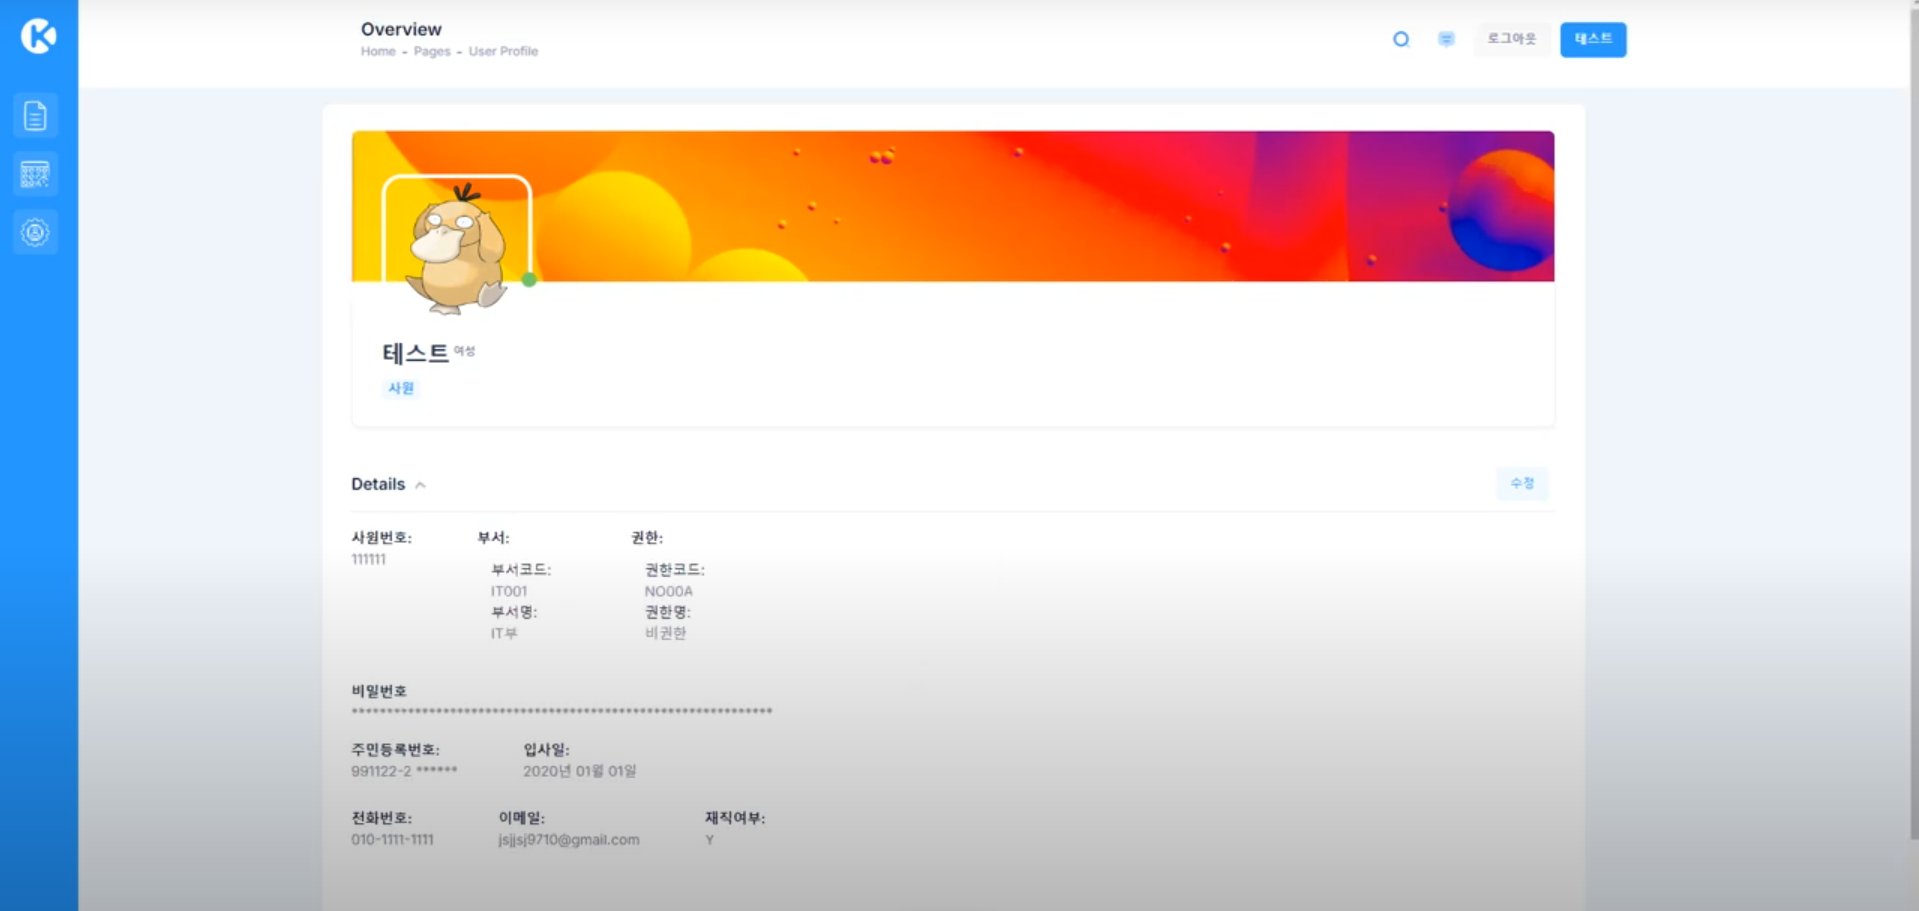 Overview
Home - Pages - User Profile
로그아웃
테스트
테스트 여성
사원
Details
수정
사원번호:
111111
부서:
부서코드:
IT001
부서명:
IT부
권한:
권한코드:
NO00A
권한명:
비권한
비밀번호
************************************************************
주민등록번호:
991122-2 ******
입사일:
2020년 01월 01일
전화번호:
010-1111-1111
이메일:
jsjjsj9710@gmail.com
재직여부:
Y